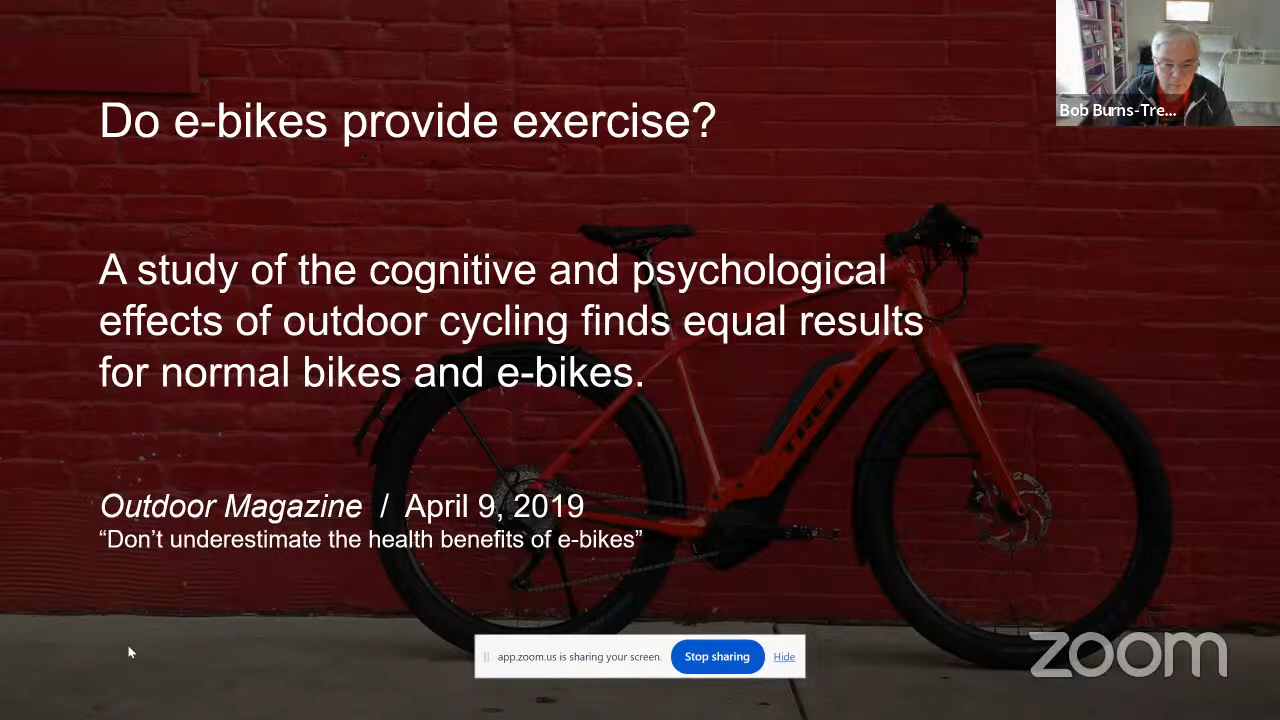 Do e-bikes provide exercise?
Bob Burns-Tre...
A study of the cognitive and psychological
effects of outdoor cycling finds equal results
for normal bikes and e-bikes.
TREK
Outdoor Magazine / April 9, 2019
“Don’t underestimate the health benefits of e-bikes”
app.zoom.us is sharing your screen. Stop sharing Hide
zoom